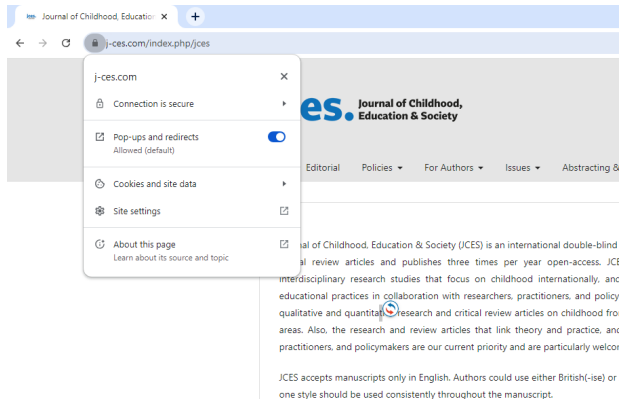 Journal of Childhood, Education
j-ces.com/index.php/jces
j-ces.com
Connection is secure
Pop-ups and redirects
Allowed (default)
Cookies and site data
Site settings
About this page
Learn about its source and topic
es.
Journal of Childhood,
Education & Society
Editorial Policies For Authors Issues Abstracting &
al of Childhood, Education & Society (JCES) is an international double-blind
al review articles and publishes three times per year open-access. JCE
interdisciplinary research studies that focus on childhood internationally, and
educational practices in collaboration with researchers, practitioners, and policy
qualitative and quantitati research and critical review articles on childhood fro
areas. Also, the research and review articles that link theory and practice, and
practitioners, and policymakers are our current priority and are particularly welcor
JCES accepts manuscripts only in English. Authors could use either British(-ise) or
one style should be used consistently throughout the manuscript.